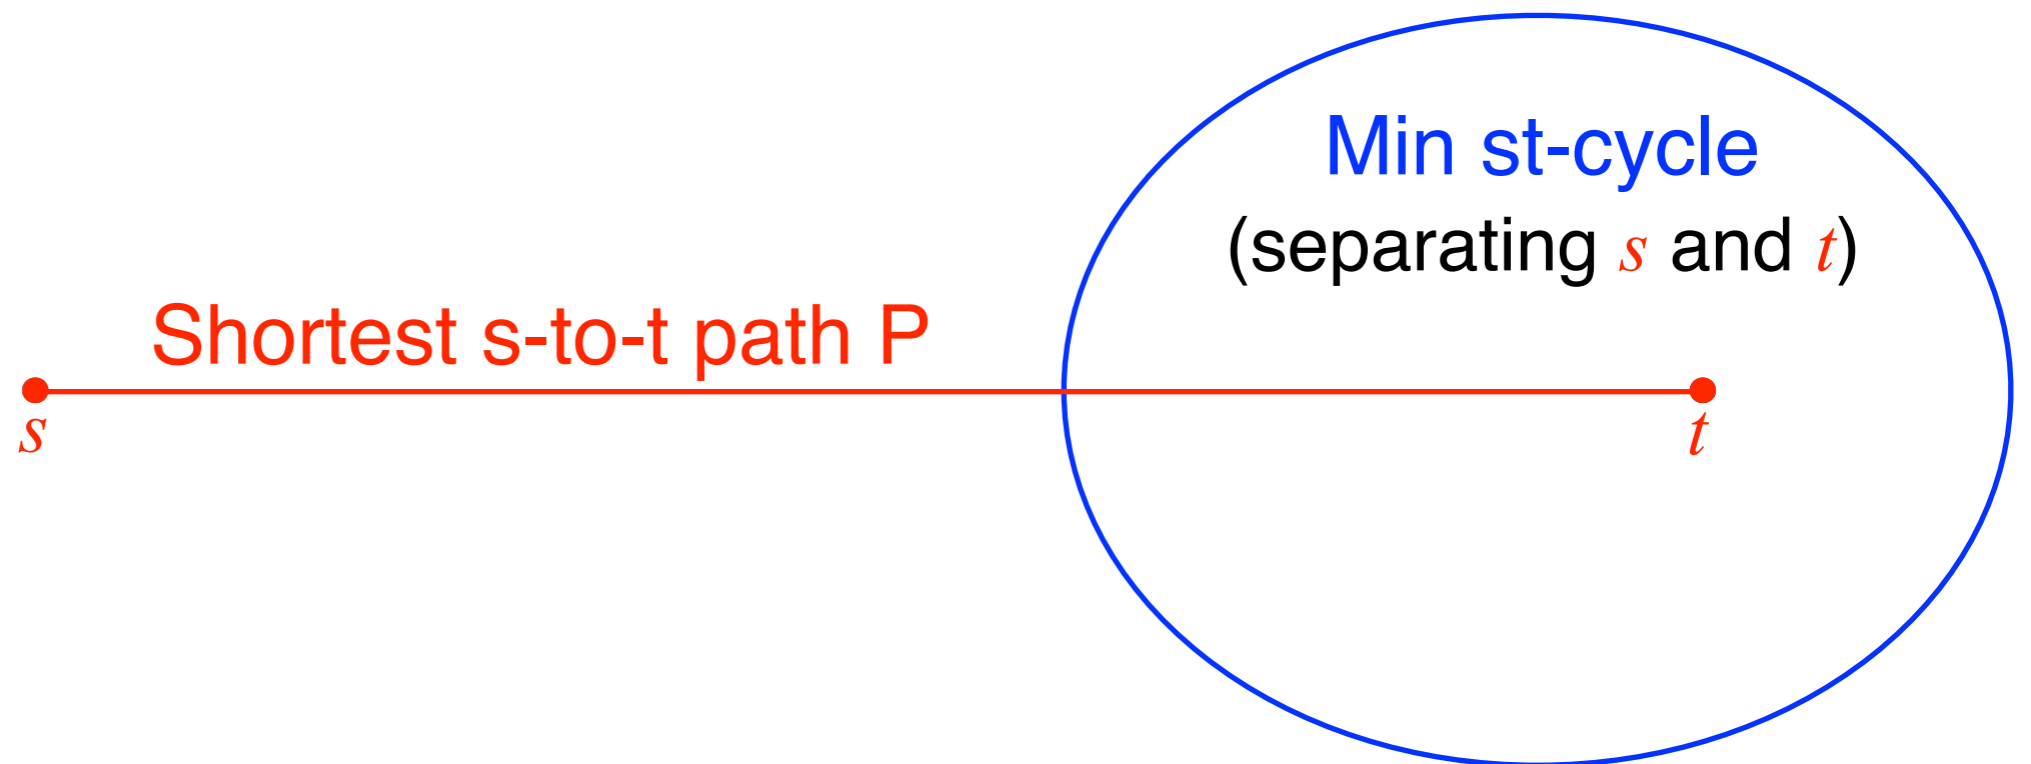 Min st-cycle
(separating s and t)
Shortest s-to-t path P
s
t